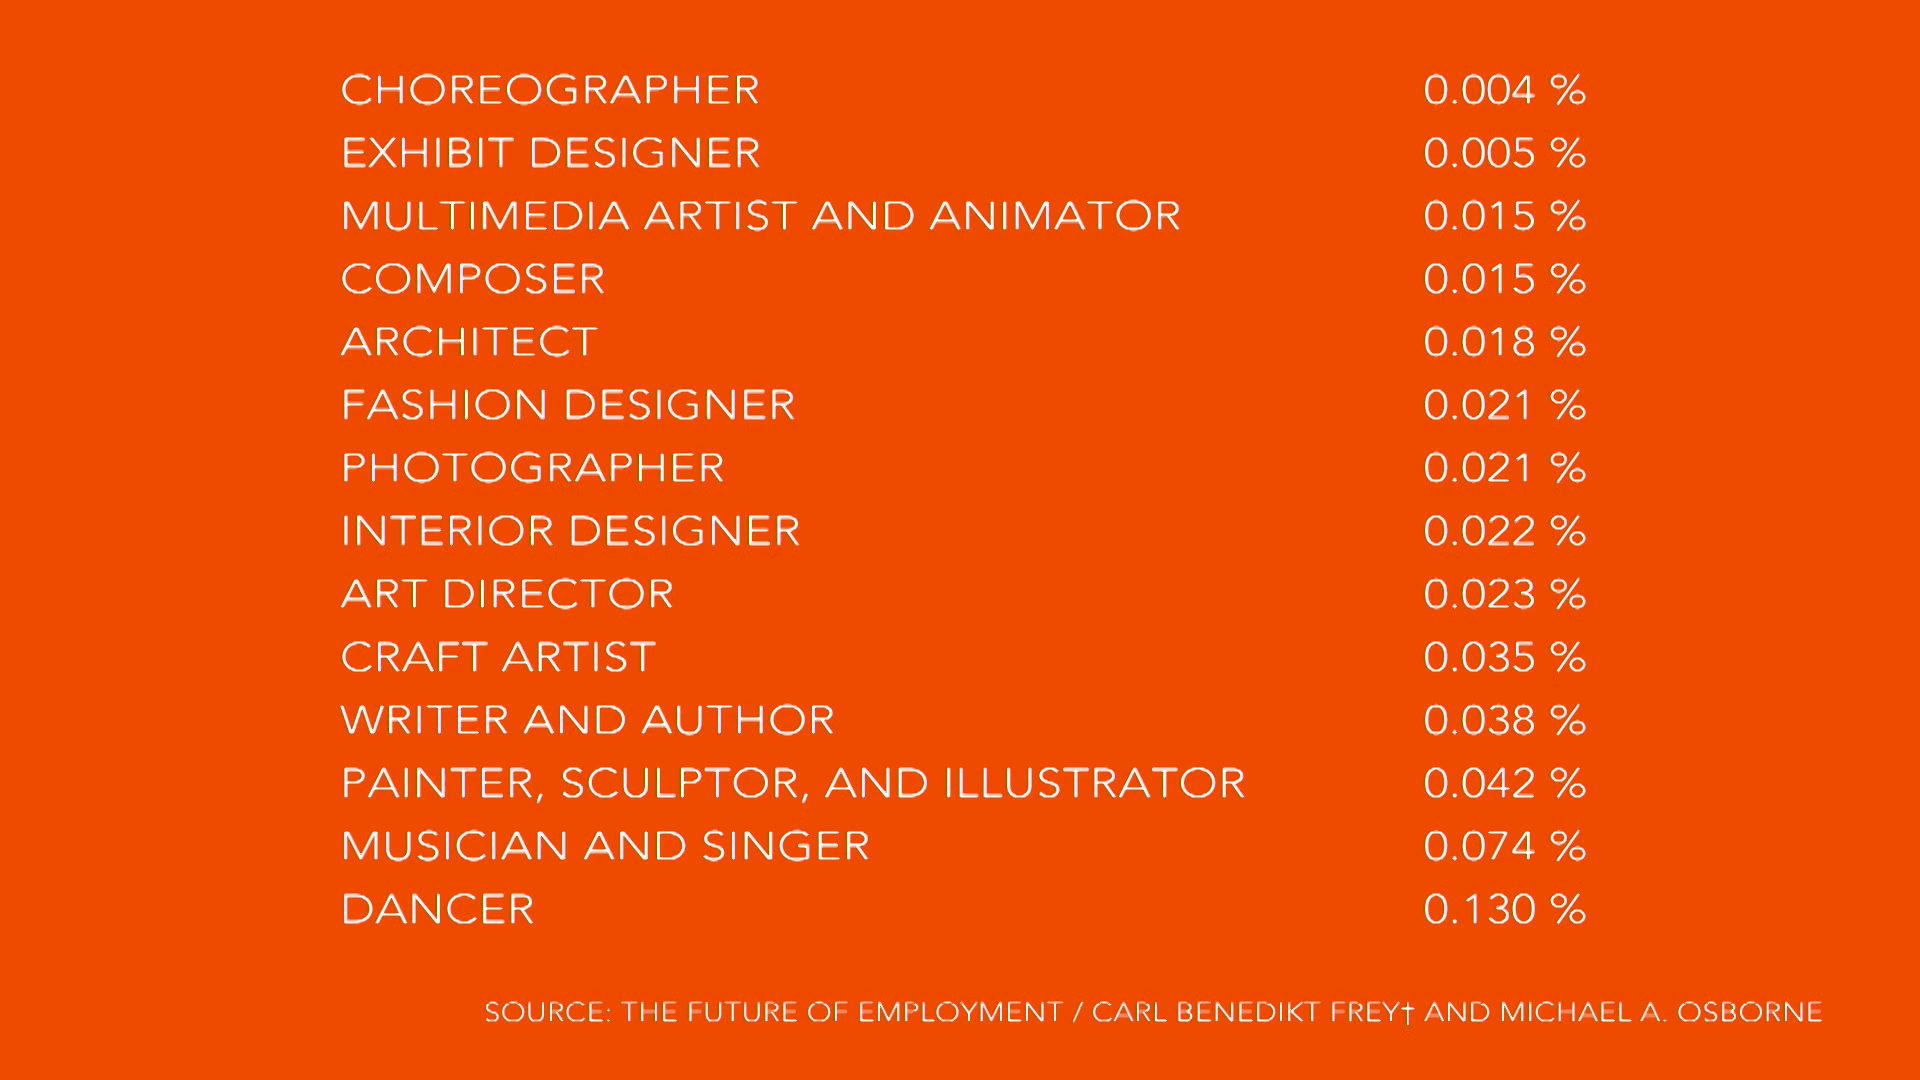 CHOREOGRAPHER 0.004 %
EXHIBIT DESIGNER 0.005 %
MULTIMEDIA ARTIST AND ANIMATOR 0.015 %
COMPOSER 0.015 %
ARCHITECT 0.018 %
FASHION DESIGNER 0.021 %
PHOTOGRAPHER 0.021 %
INTERIOR DESIGNER 0.022 %
ART DIRECTOR 0.023 %
CRAFT ARTIST 0.035 %
WRITER AND AUTHOR 0.038 %
PAINTER, SCULPTOR, AND ILLUSTRATOR 0.042 %
MUSICIAN AND SINGER 0.074 %
DANCER 0.130 %
SOURCE: THE FUTURE OF EMPLOYMENT / CARL BENEDIKT FREY† AND MICHAEL A. OSBORNE